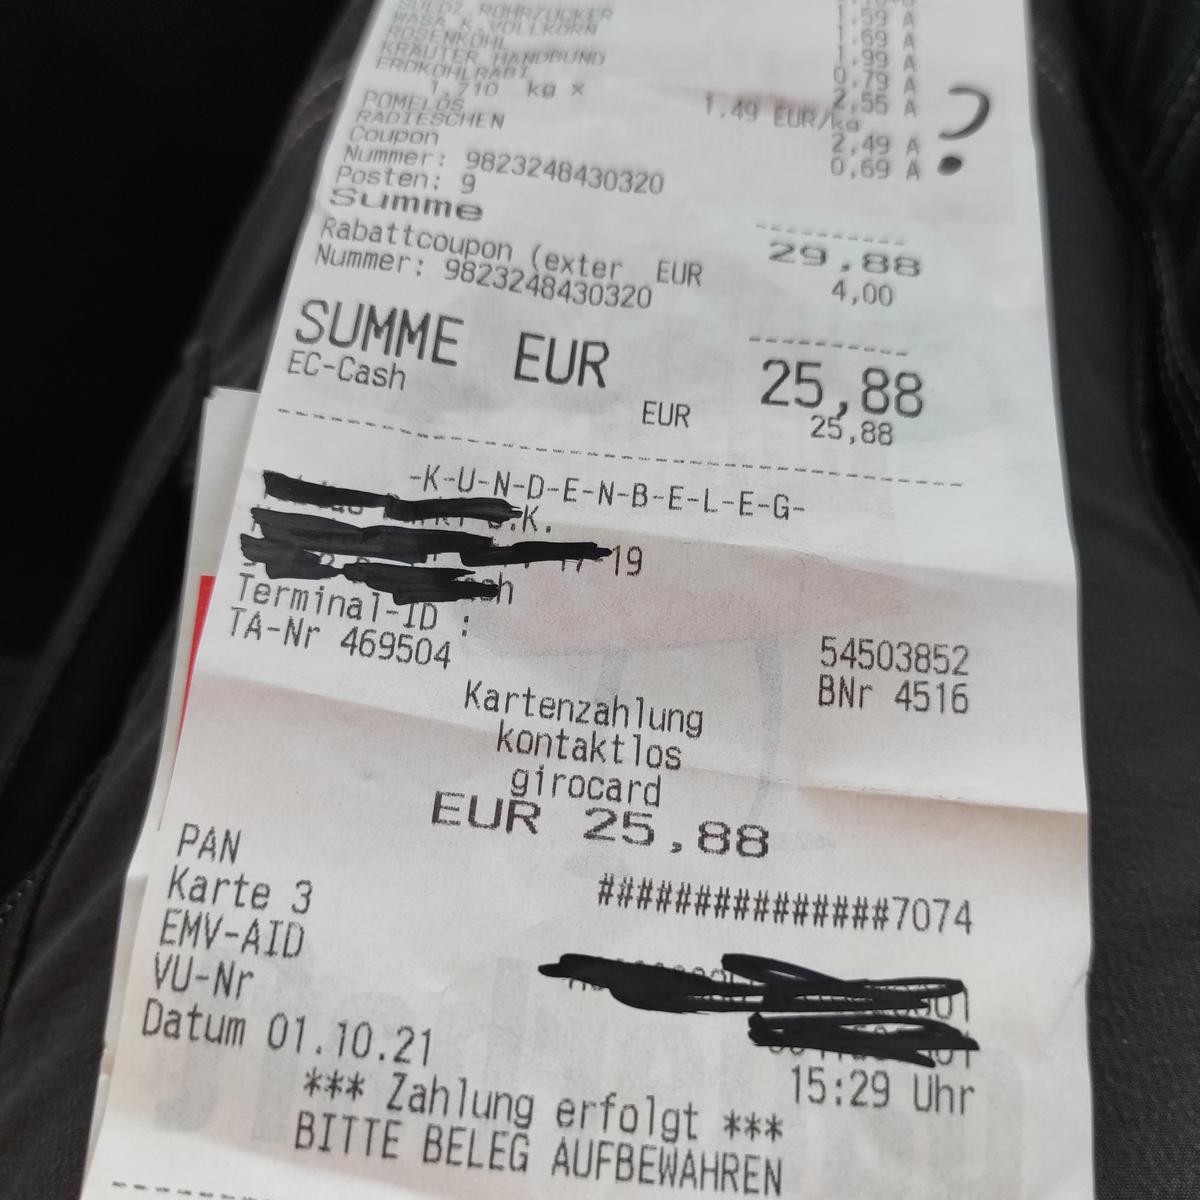 SUEDZ. ROHRZUCKER 1,59 A
WASA K.VOLLKORN 1,69 A
ROSENKOHL 1,99 A
KRÄUTER HANDBUND 0,79 A
ERDKOHLRABI 2,55 A
1,710 kg x 1,49 EUR/kg
POMELOS 2,49 A
RADIESCHEN 0,69 A
Coupon
Nummer: 9823248430320
Posten: 9
Summe 29,88
Rabattcoupon (exter EUR 4,00
Nummer: 9823248430320
SUMME EUR 25,88
EC-Cash EUR 25,88
-K-U-N-D-E-N-B-E-L-E-G-
.K.
19
Terminal-ID : 54503852
TA-Nr 469504 BNr 4516
Kartenzahlung
kontaktlos
girocard
EUR 25,88
PAN ###############7074
Karte 3
EMV-AID
VU-Nr
Datum 01.10.21 15:29 Uhr
*** Zahlung erfolgt ***
BITTE BELEG AUFBEWAHREN